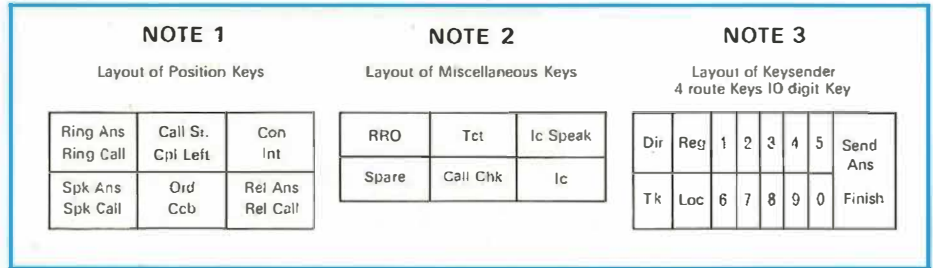 NOTE 1
Layout of Position Keys
Ring Ans Call St. Con
Ring Call Cpl Left Int
Spk Ans Ord Rel Ans
Spk Call Ccb Rel Call
NOTE 2
Layout of Miscellaneous Keys
RRO Tct Ic Speak
Spare Call Chk Ic
NOTE 3
Layout of Keysender
4 route Keys 10 digit Key
Dir Reg 1 2 3 4 5 Send
Ans
Tk Loc 6 7 8 9 0 Finish